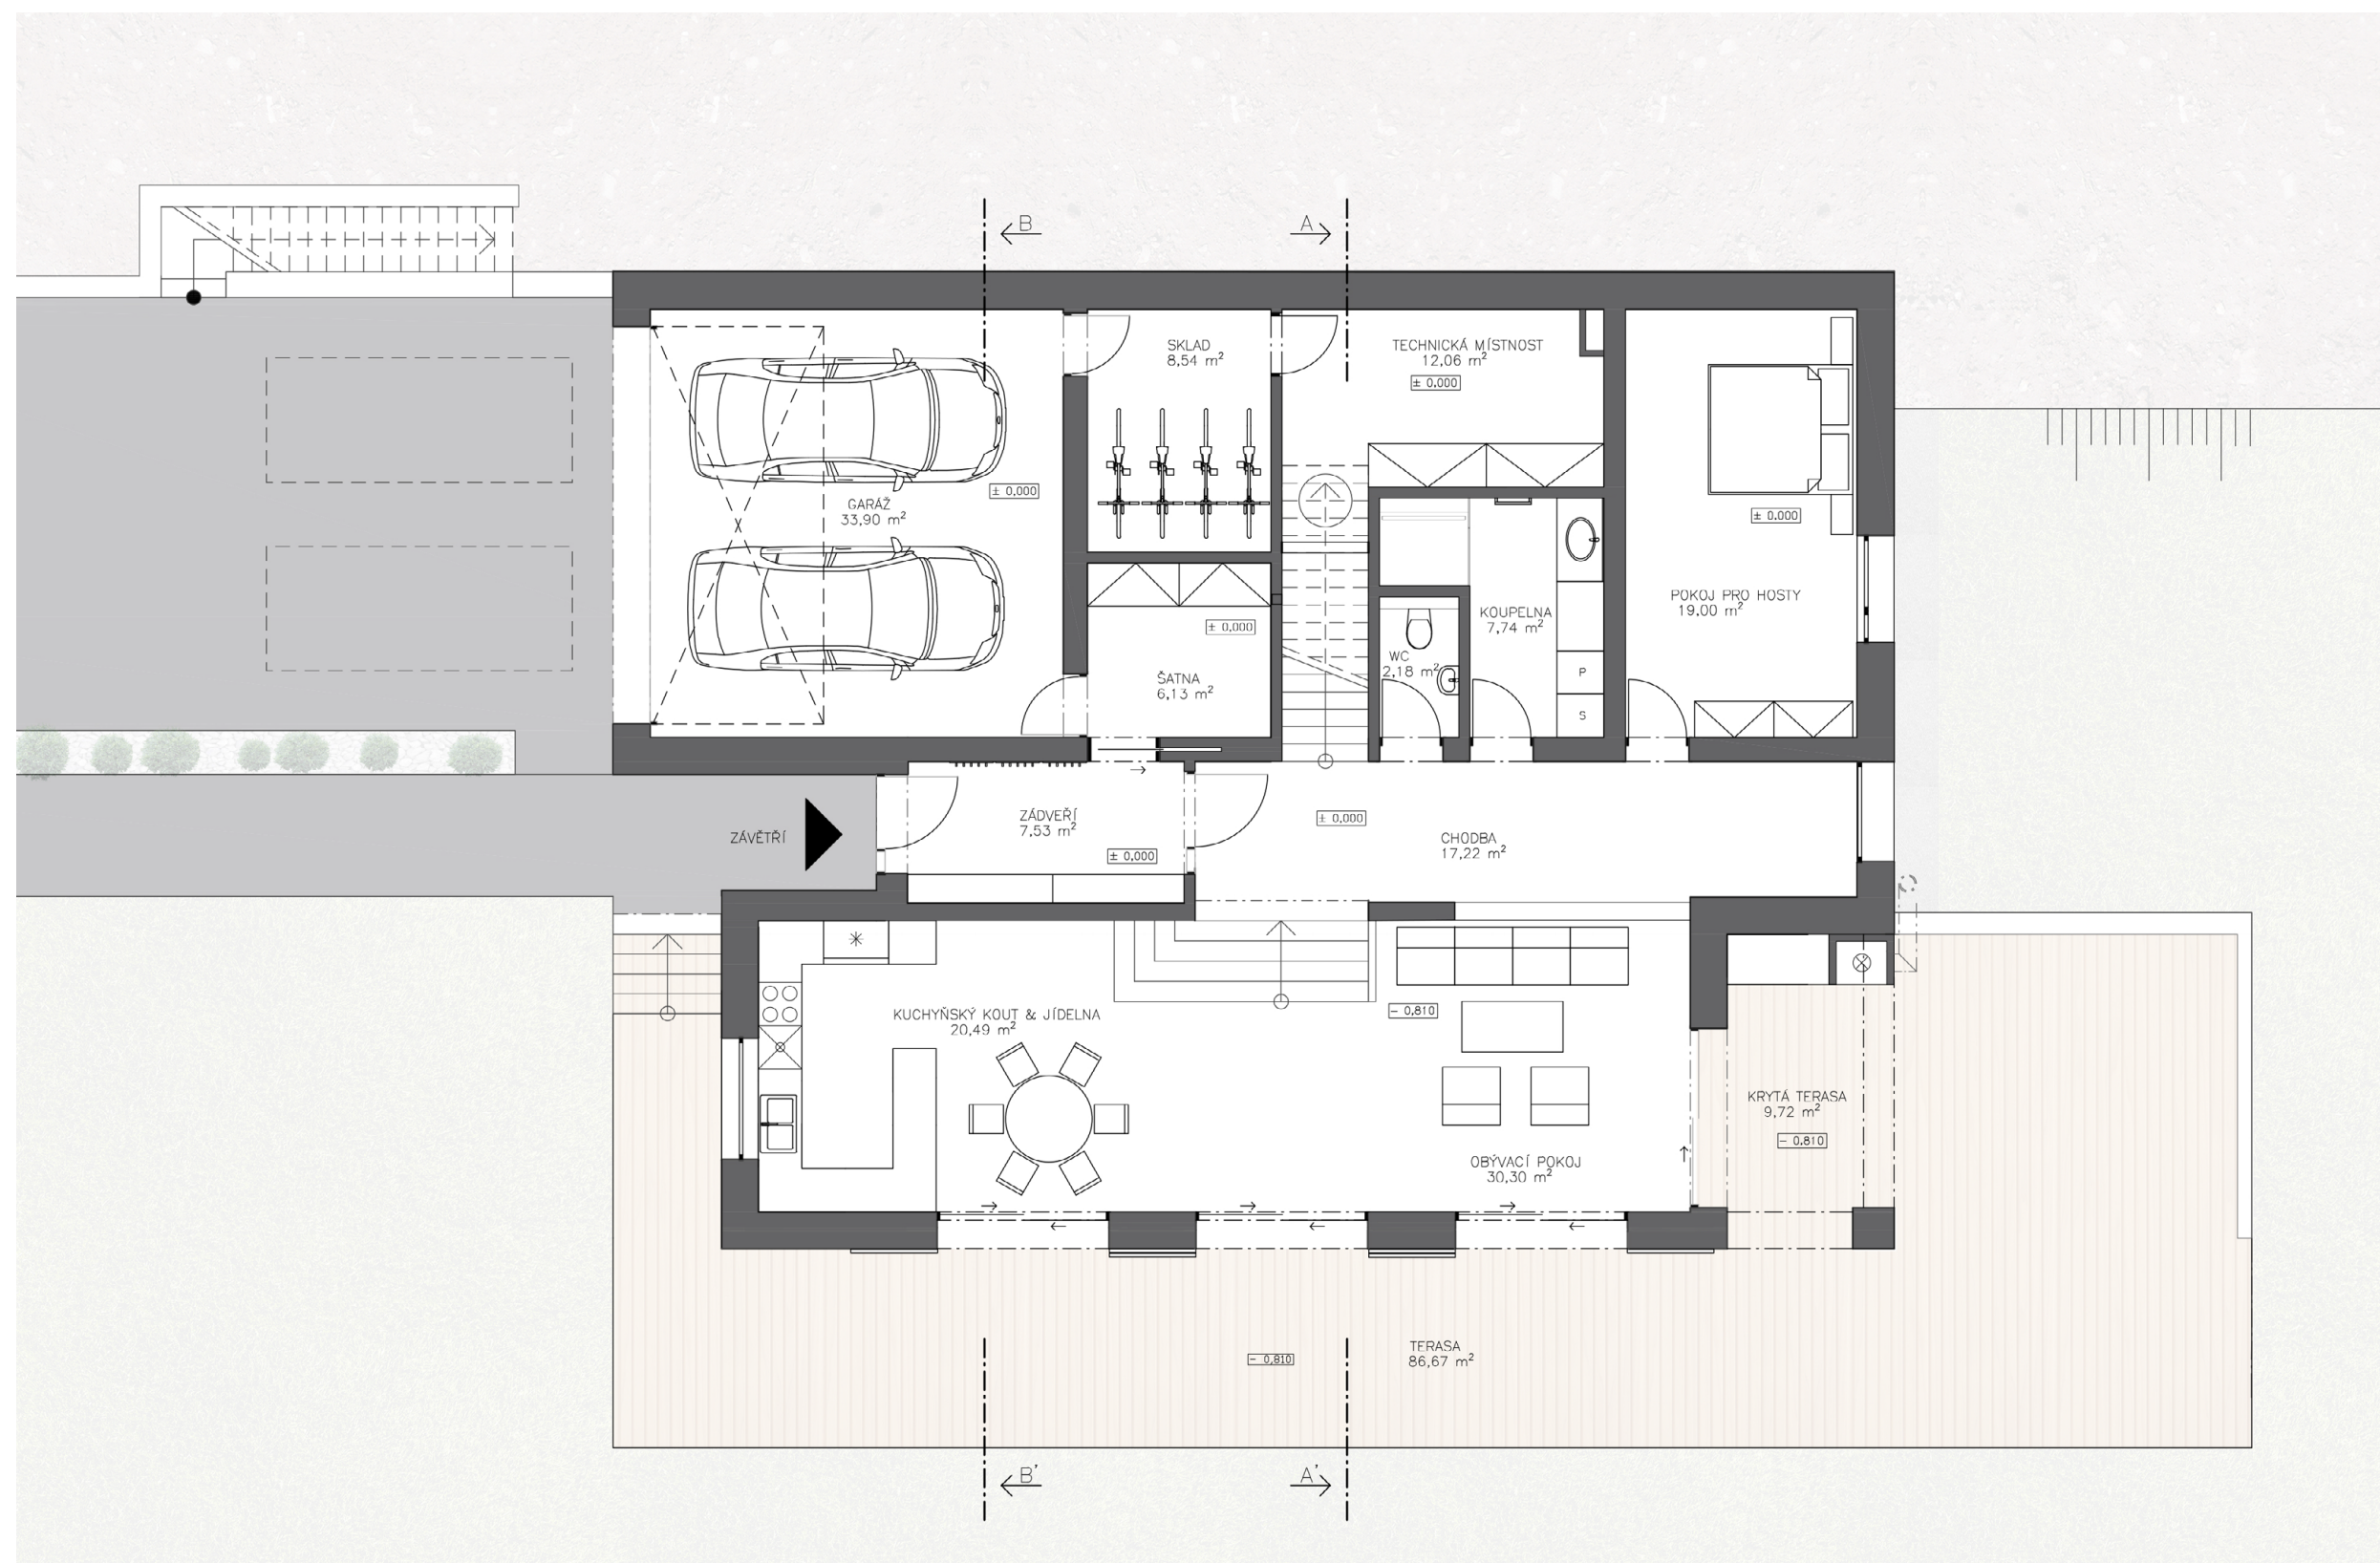 B
A
SKLAD
8,54 m²
TECHNICKÁ MÍSTNOST
12,06 m²
± 0,000
GARÁŽ
33,90 m²
± 0,000
± 0,000
POKOJ PRO HOSTY
19,00 m²
KOUPELNA
7,74 m²
± 0,000
WC
2,18 m²
P
S
ŠATNA
6,13 m²
ZÁVĚTŘÍ
ZÁDVEŘÍ
7,53 m²
± 0,000
± 0,000
CHODBA
17,22 m²
KUCHYŇSKÝ KOUT & JÍDELNA
20,49 m²
− 0,810
KRYTÁ TERASA
9,72 m²
− 0,810
OBÝVACÍ POKOJ
30,30 m²
TERASA
86,67 m²
− 0,810
B'
A'